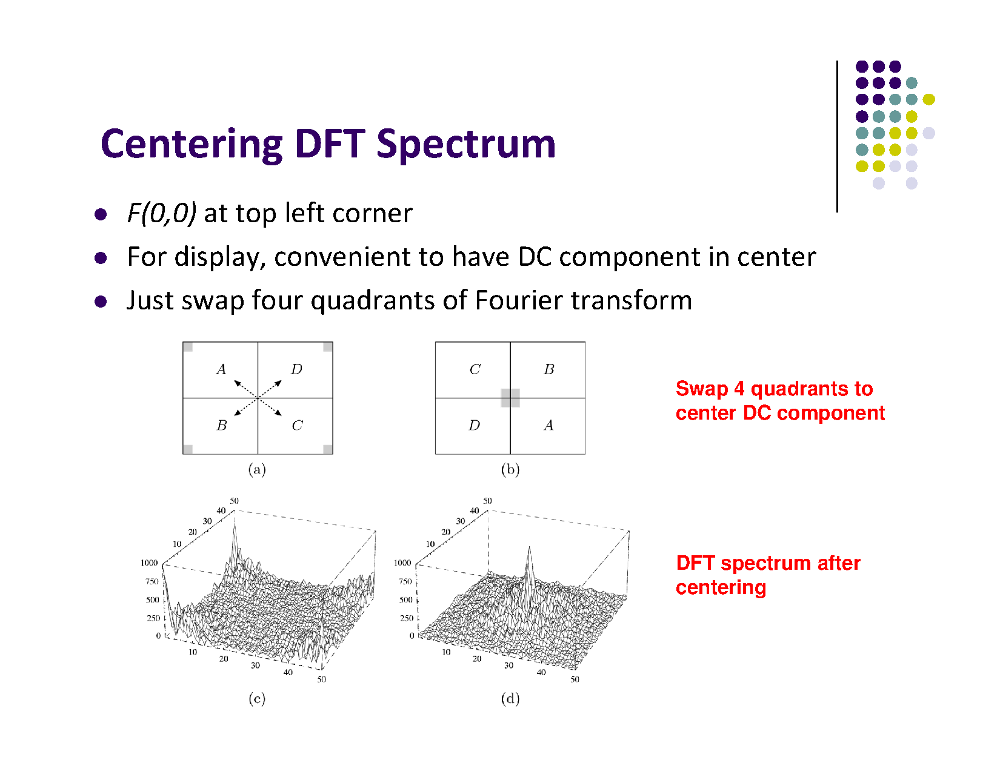 Centering DFT Spectrum
F(0,0) at top left corner
For display, convenient to have DC component in center
Just swap four quadrants of Fourier transform
A D
B C
(a)
C B
D A
(b)
Swap 4 quadrants to
center DC component
50
40
30
20
10
1000
750
500
250
0
10
20
30
40
50
(c)
50
40
30
20
10
1000
750
500
250
0
10
20
30
40
50
(d)
DFT spectrum after
centering